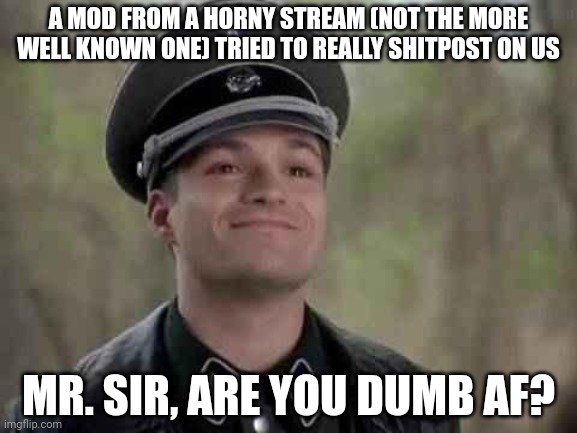 A MOD FROM A HORNY STREAM (NOT THE MORE
WELL KNOWN ONE) TRIED TO REALLY SHITPOST ON US
MR. SIR, ARE YOU DUMB AF?
imgflip.com